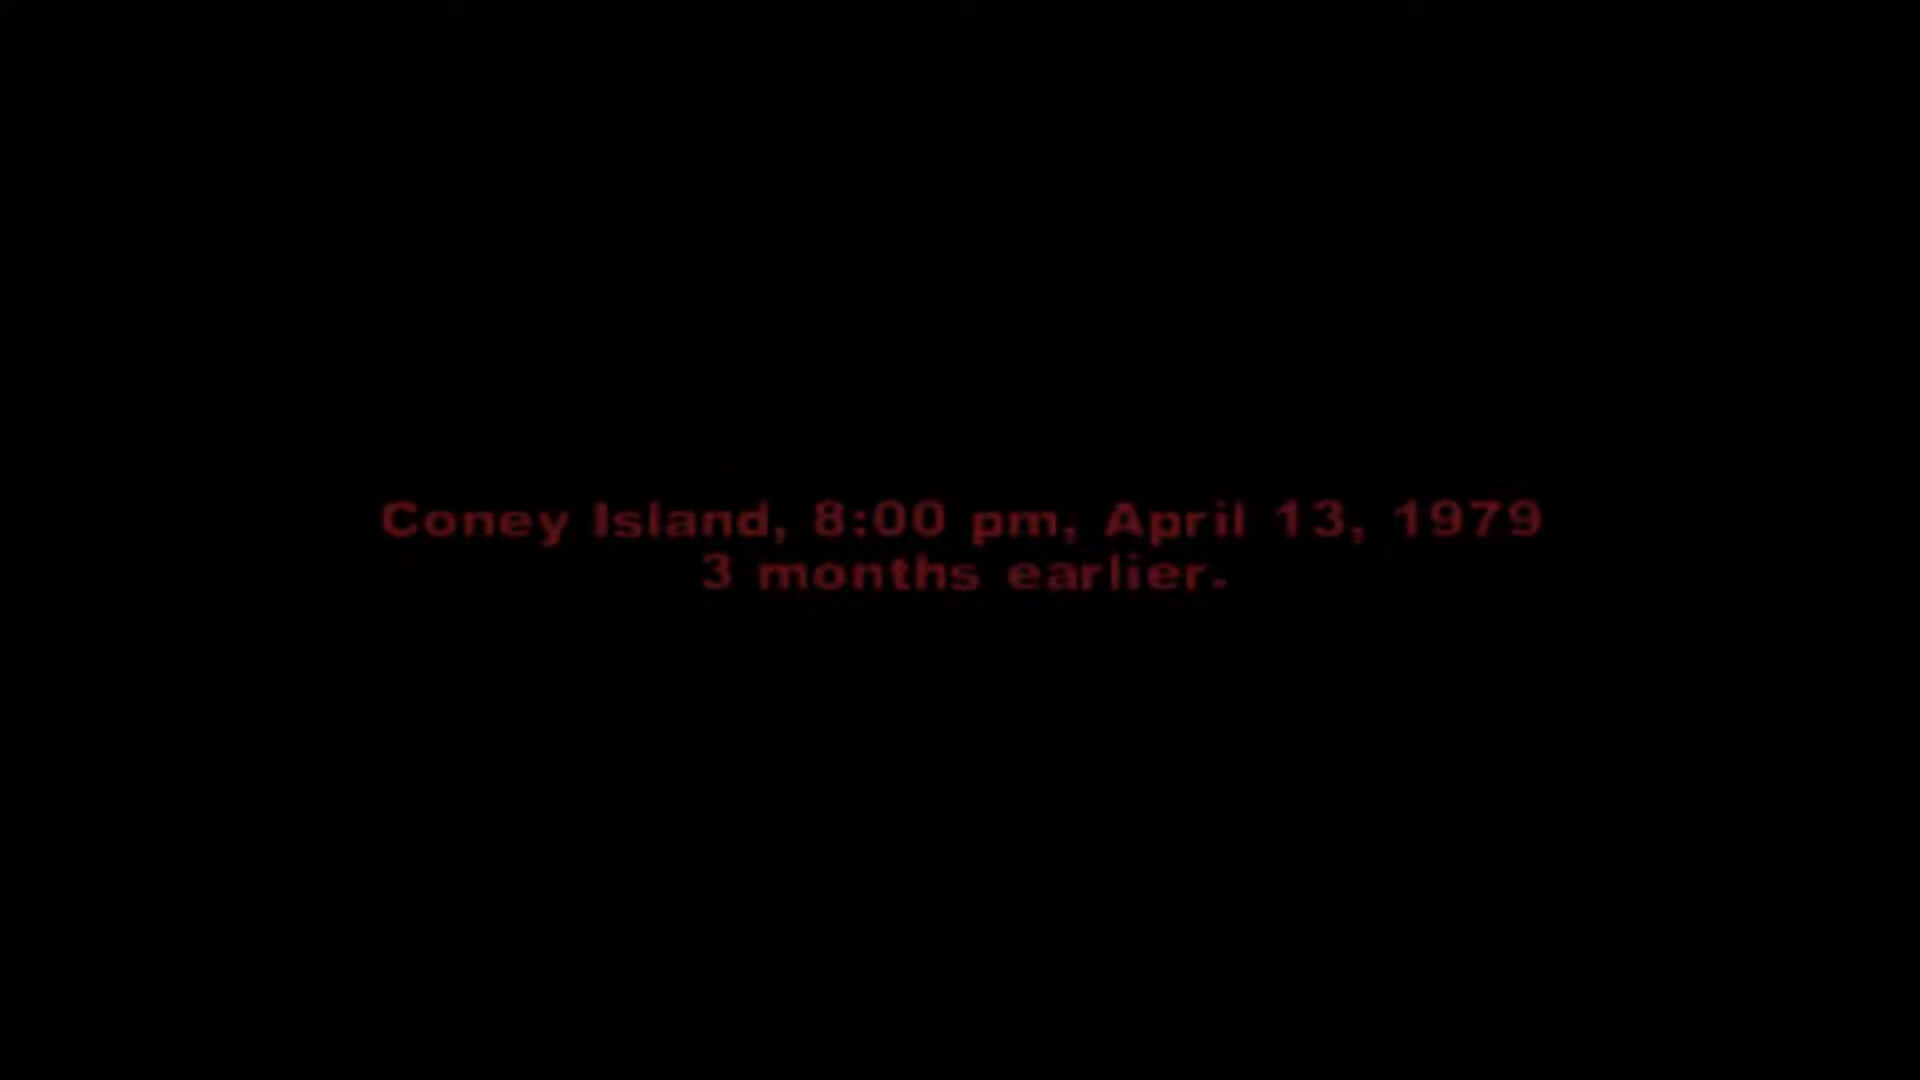 Coney Island, 8:00 pm, April 13, 1979
3 months earlier.